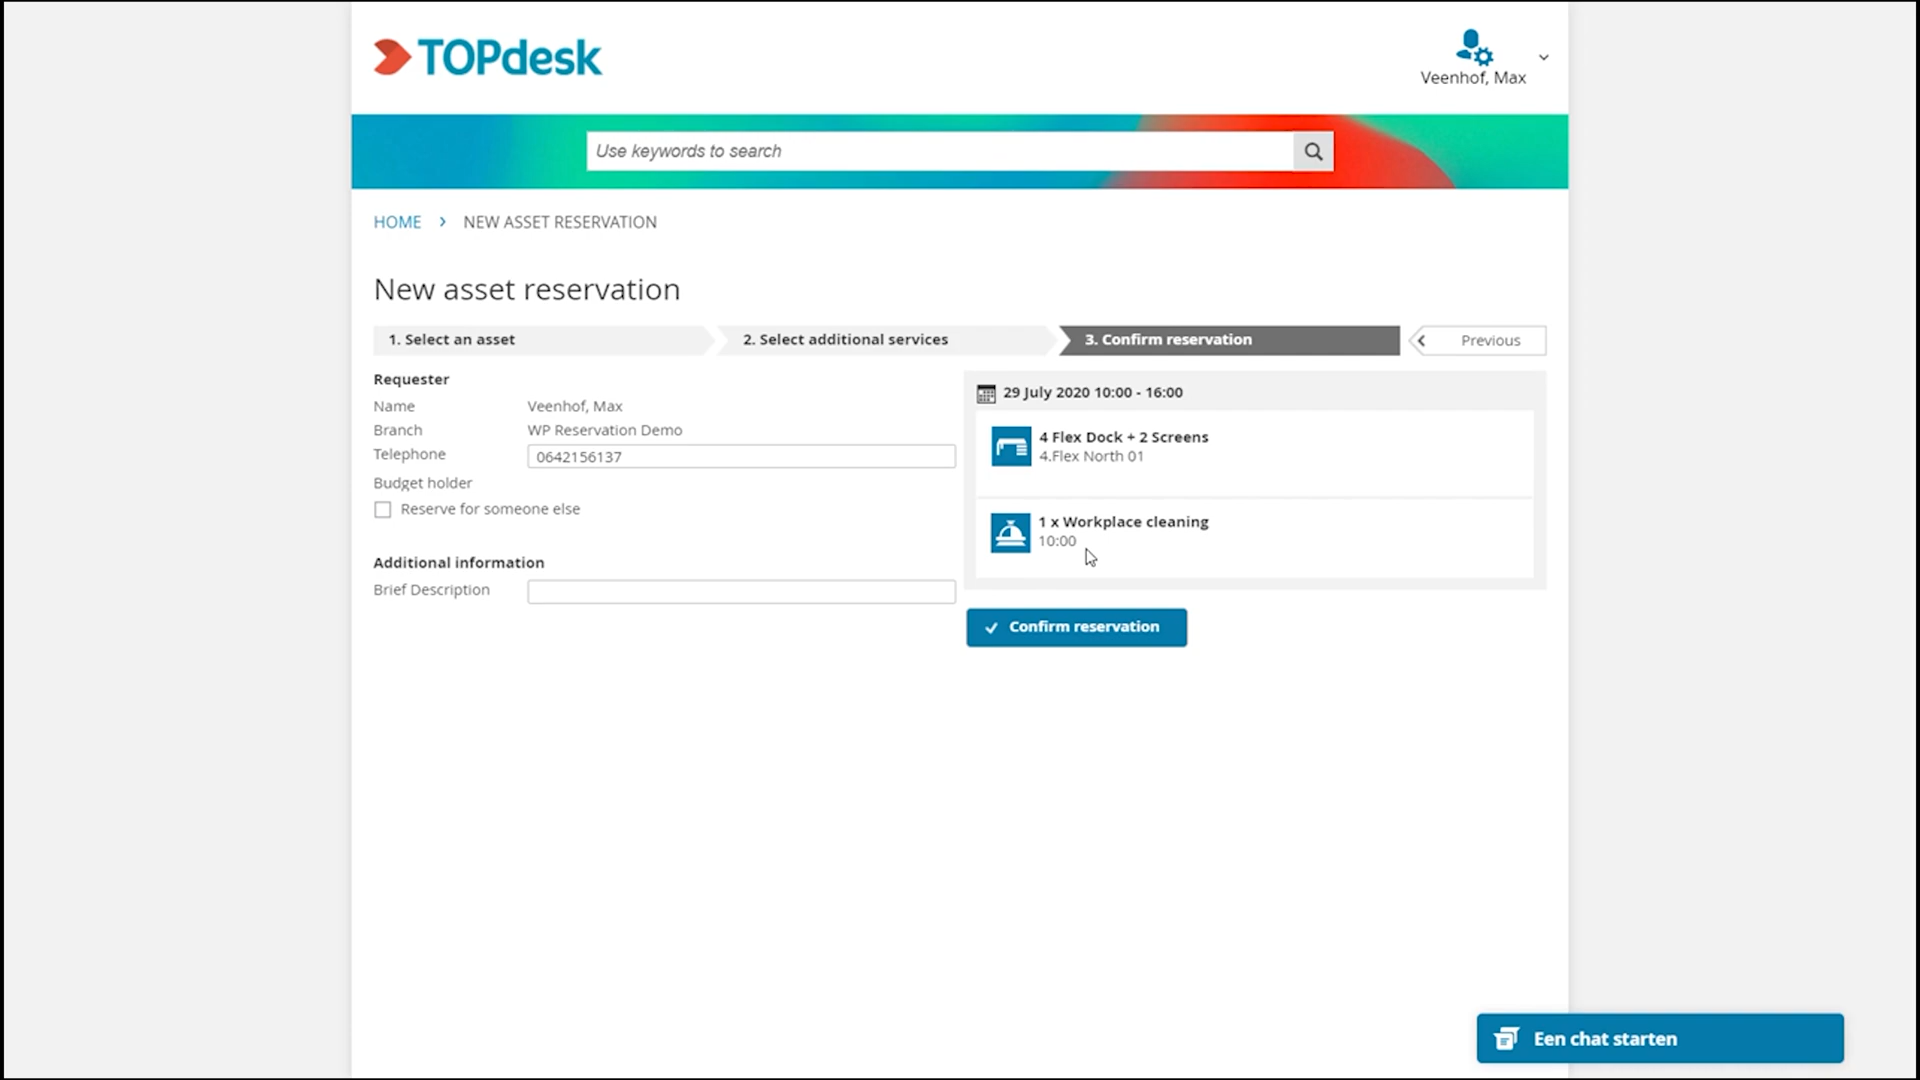 TOPdesk
Veenhof, Max
Use keywords to search
HOME > NEW ASSET RESERVATION
New asset reservation
1. Select an asset
2. Select additional services
3. Confirm reservation
Previous
Requester
Name Veenhof, Max
Branch WP Reservation Demo
Telephone 0642156137
Budget holder
Reserve for someone else
Additional information
Brief Description
29 July 2020 10:00 - 16:00
4 Flex Dock + 2 Screens
4.Flex North 01
1 x Workplace cleaning
10:00
Confirm reservation
Een chat starten